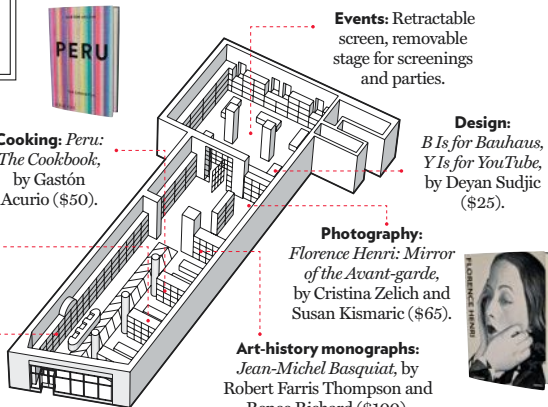 PERU
Events: Retractable
screen, removable
stage for screenings
and parties.
Cooking: Peru:
The Cookbook,
by Gastón
Acurio ($50).
Design:
B Is for Bauhaus,
Y Is for YouTube,
by Deyan Sudjic
($25).
Photography:
Florence Henri: Mirror
of the Avant-garde,
by Cristina Zelich and
Susan Kismaric ($65).
FLORENCE HENRI
Art-history monographs:
Jean-Michel Basquiat, by
Robert Farris Thompson and